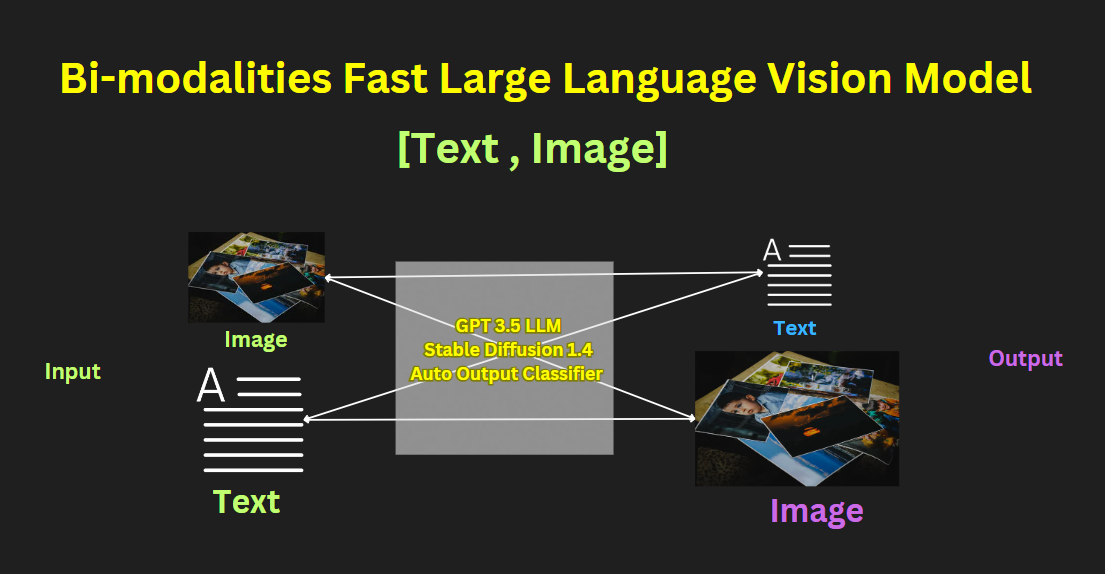 Bi-modalities Fast Large Language Vision Model
[Text , Image]
Image
Input
A
Text
GPT 3.5 LLM
Stable Diffusion 1.4
Auto Output Classifier
A
Text
Output
Image